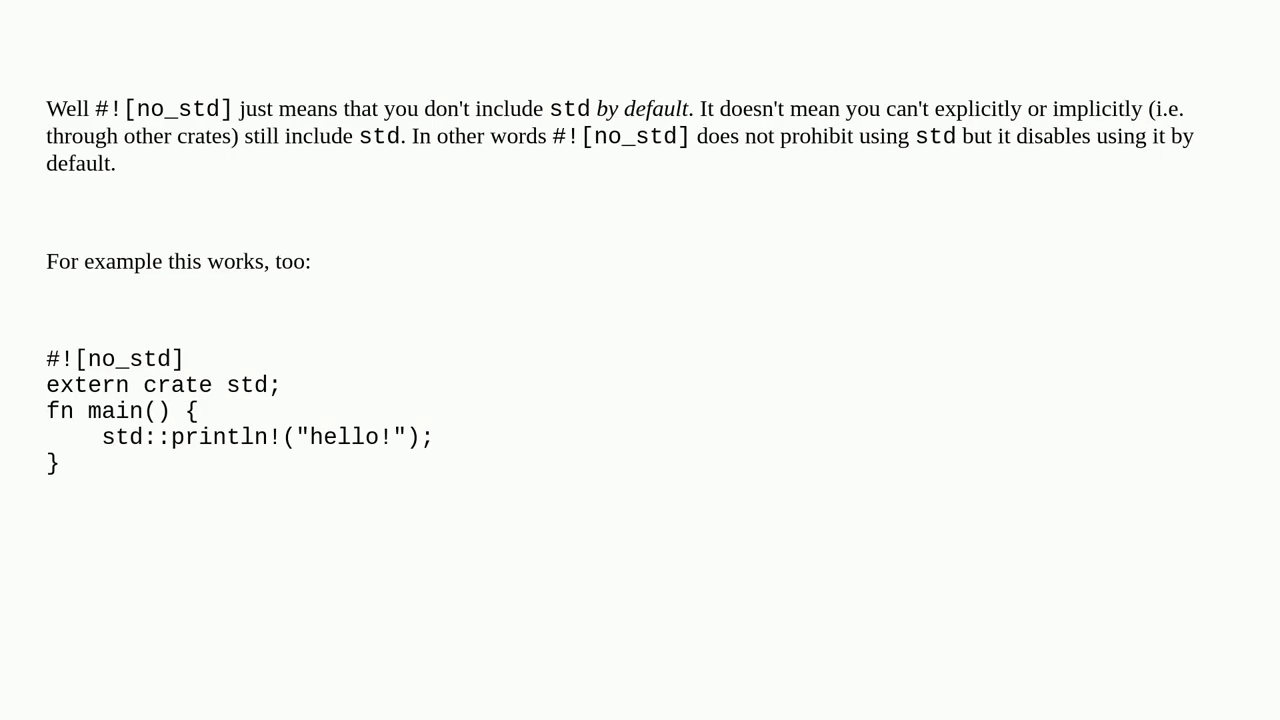 Well #![no_std] just means that you don't include std by default. It doesn't mean you can't explicitly or implicitly (i.e.
through other crates) still include std. In other words #![no_std] does not prohibit using std but it disables using it by
default.
For example this works, too:
#![no_std]
extern crate std;
fn main() {
    std::println!("hello!");
}